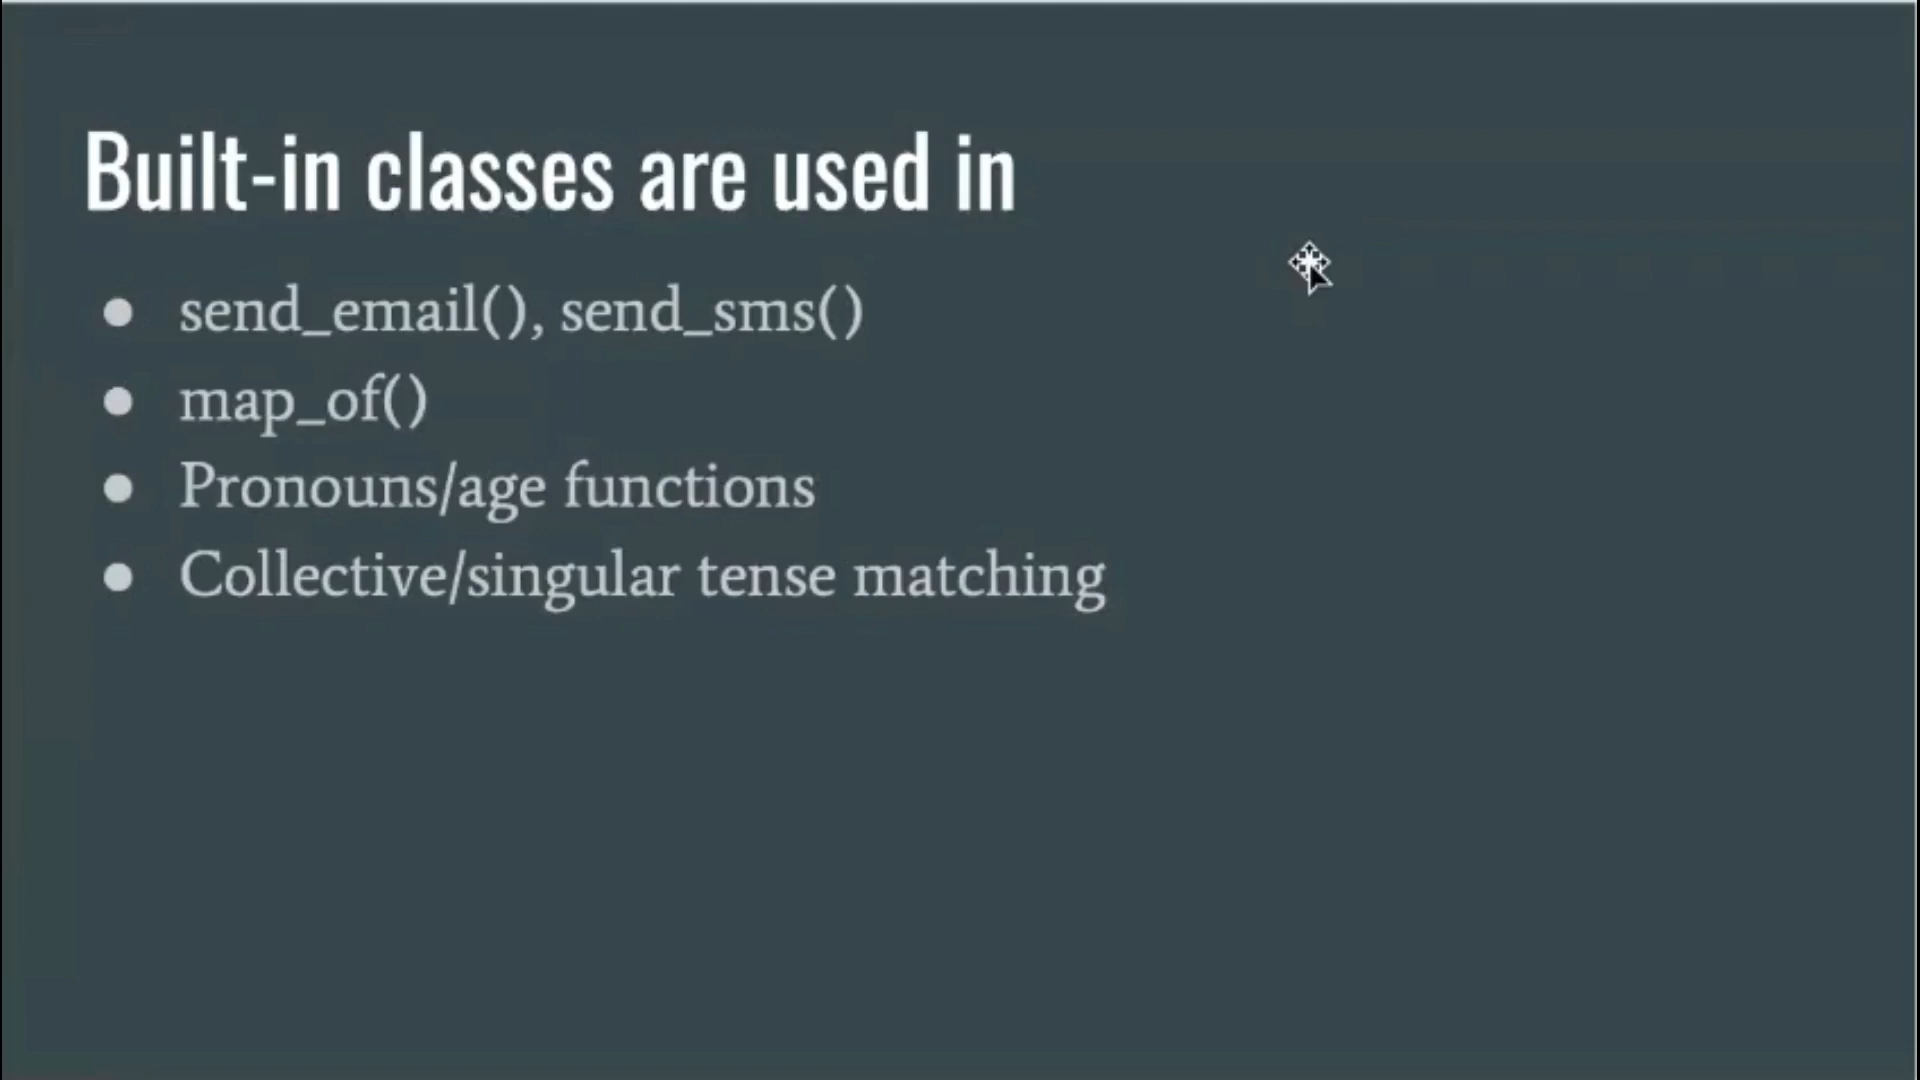 Built-in classes are used in
● send_email(), send_sms()
● map_of()
● Pronouns/age functions
● Collective/singular tense matching